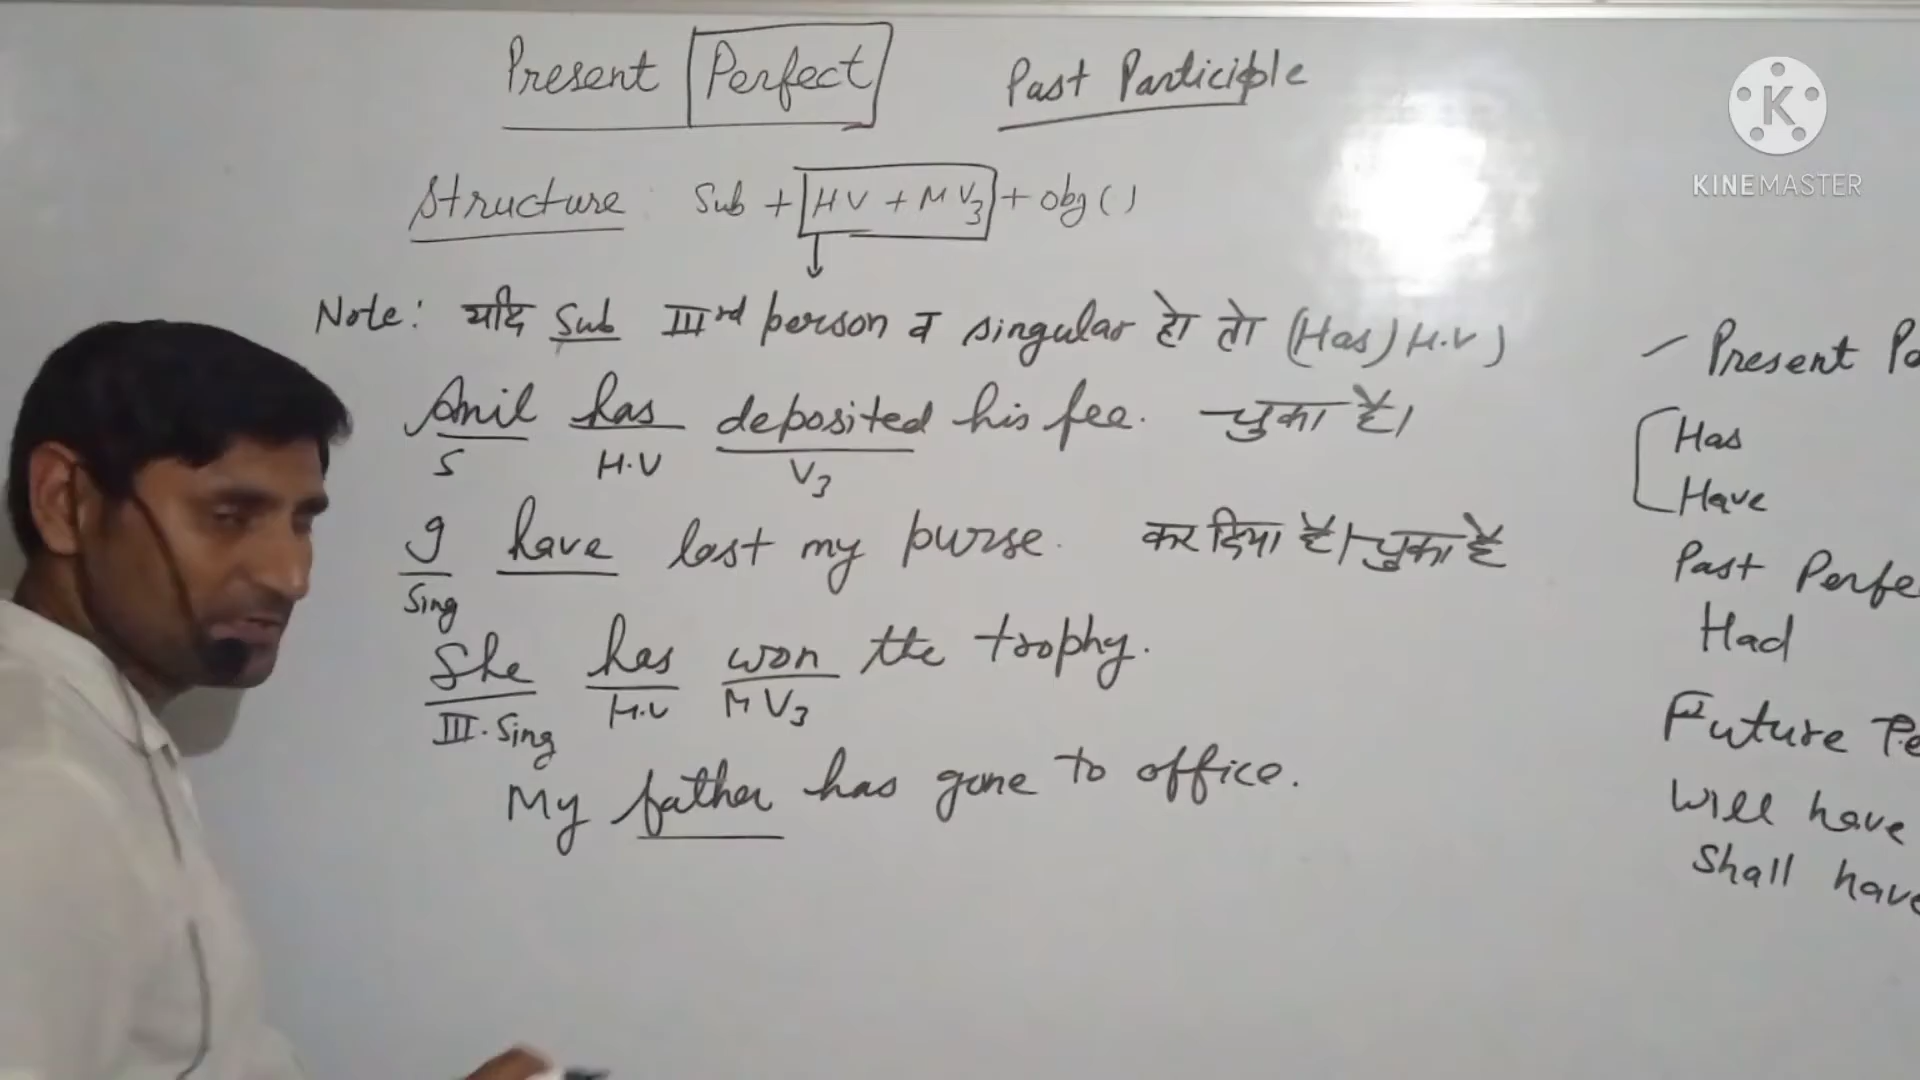 Present Perfect Past Participle
Structure: Sub + HV + MV3 + obj ()
↓
Note: यदि Sub IIIrd person व singular हो तो (Has) H.V)
Anil has deposited his fee. चुका है।
S H.V V3
I have lost my purse. कर दिया है। चुका है
Sing
She has won the trophy.
III. Sing H.V MV3
My father has gone to office.
Present
Has
Have
Past
Had
Future
Will have
Shall have
K
KINEMASTER